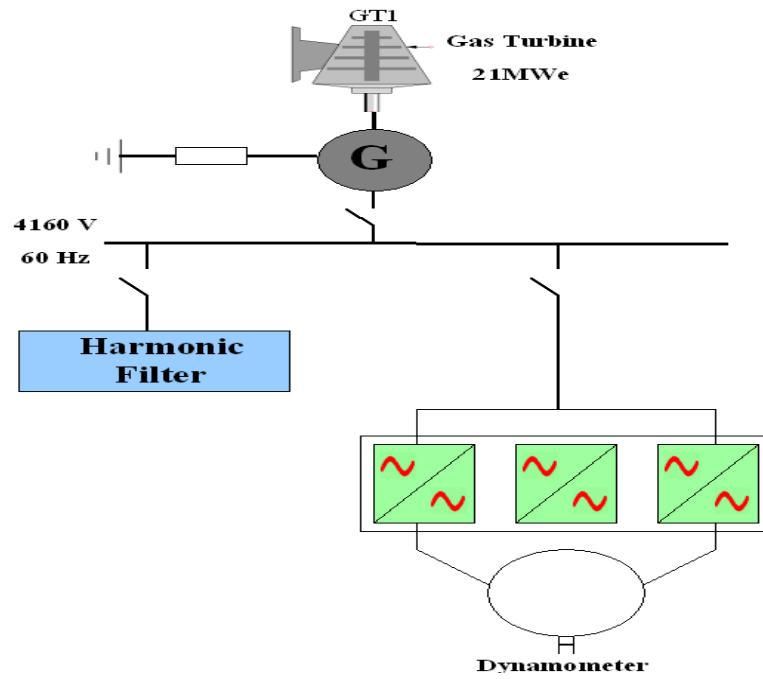 GT1
Gas Turbine
21MWe
G
4160 V
60 Hz
Harmonic
Filter
Dynamometer